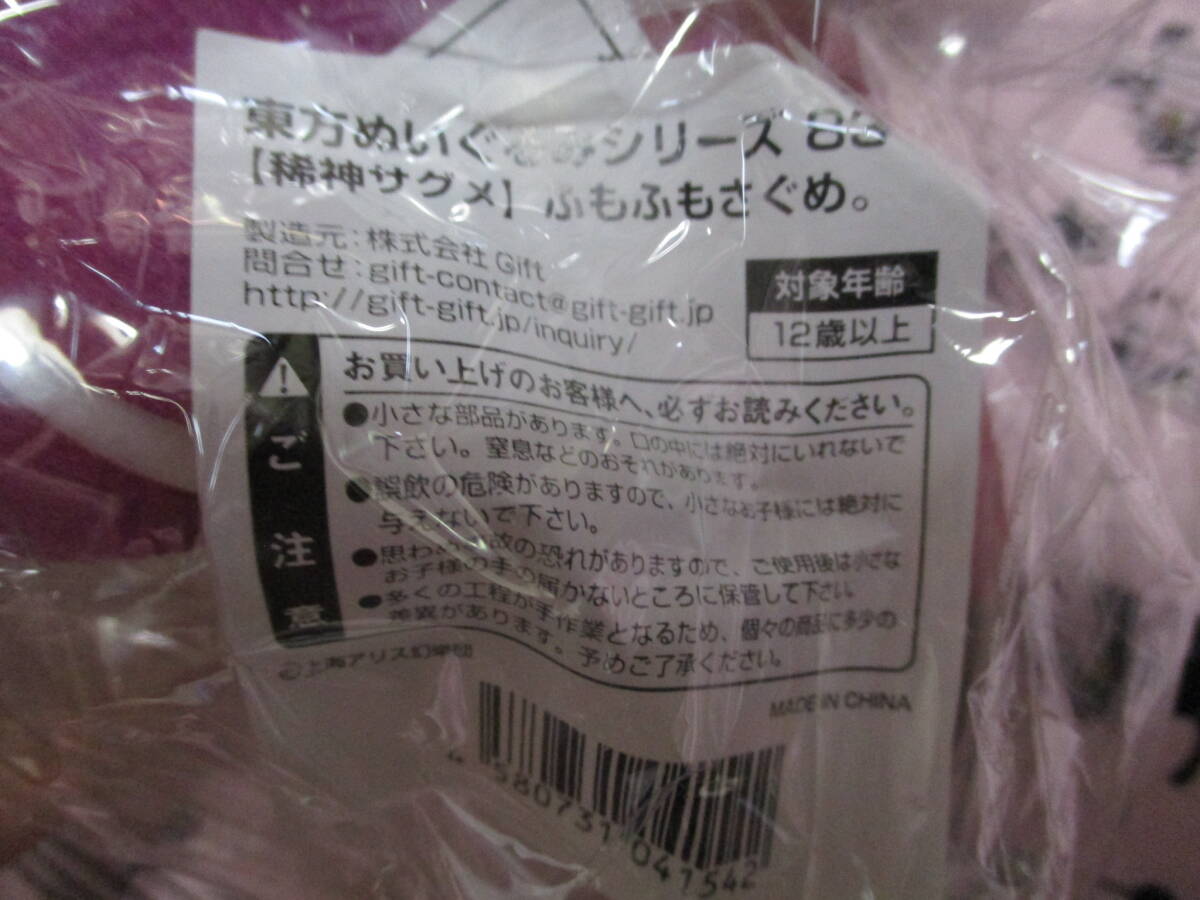 東方ぬいぐるみシリーズ 83
【稀神サグメ】ふもふもさぐめ。
製造元：株式会社 Gift
問合せ：gift-contact@gift-gift.jp
http://gift-gift.jp/inquiry/
対象年齢
12歳以上
ご注意
お買い上げのお客様へ、必ずお読みください。
●小さな部品があります。口の中には絶対にいれないで
下さい。窒息などのおそれがあります。
●誤飲の危険がありますので、小さなお子様には絶対に
与えないで下さい。
●思わぬ事故の恐れがありますので、ご使用後は小さな
お子様の手の届かないところに保管して下さい。
●多くの工程が手作業となるため、個々の商品に多少の
差異があります。予めご了承ください。
©上海アリス幻樂団
MADE IN CHINA
4 580731 041542